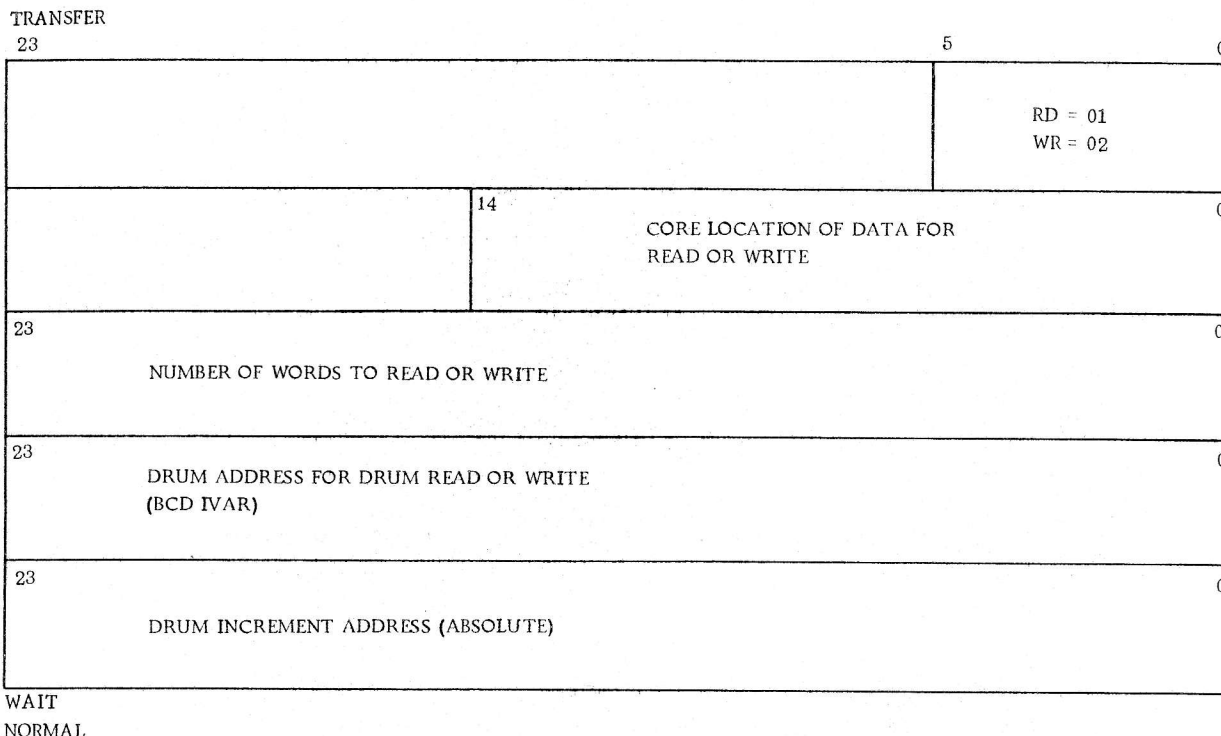 TRANSFER
23 5 0
RD = 01
WR = 02
14 0
CORE LOCATION OF DATA FOR
READ OR WRITE
23 0
NUMBER OF WORDS TO READ OR WRITE
23 0
DRUM ADDRESS FOR DRUM READ OR WRITE
(BCD IVAR)
23 0
DRUM INCREMENT ADDRESS (ABSOLUTE)
WAIT
NORMAL